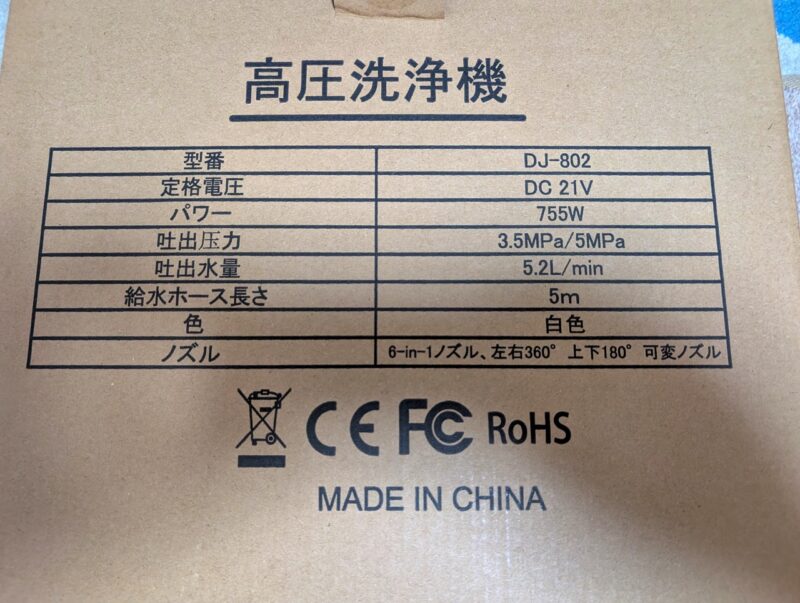 高圧洗浄機
型番 DJ-802
定格電圧 DC 21V
パワー 755W
吐出压力 3.5MPa/5MPa
吐出水量 5.2L/min
給水ホース長さ 5m
色 白色
ノズル 6-in-1ノズル、左右360° 上下180° 可変ノズル
CE FC RoHS
MADE IN CHINA